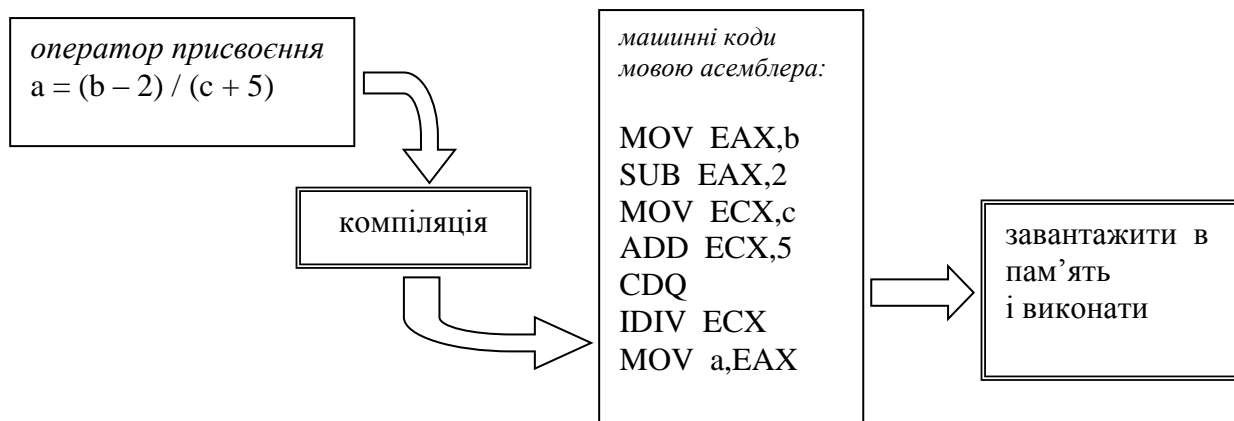 оператор присвоєння
a = (b – 2) / (c + 5)
компіляція
машинні коди
мовою асемблера:
MOV EAX,b
SUB EAX,2
MOV ECX,c
ADD ECX,5
CDQ
IDIV ECX
MOV a,EAX
завантажити в
пам’ять
і виконати